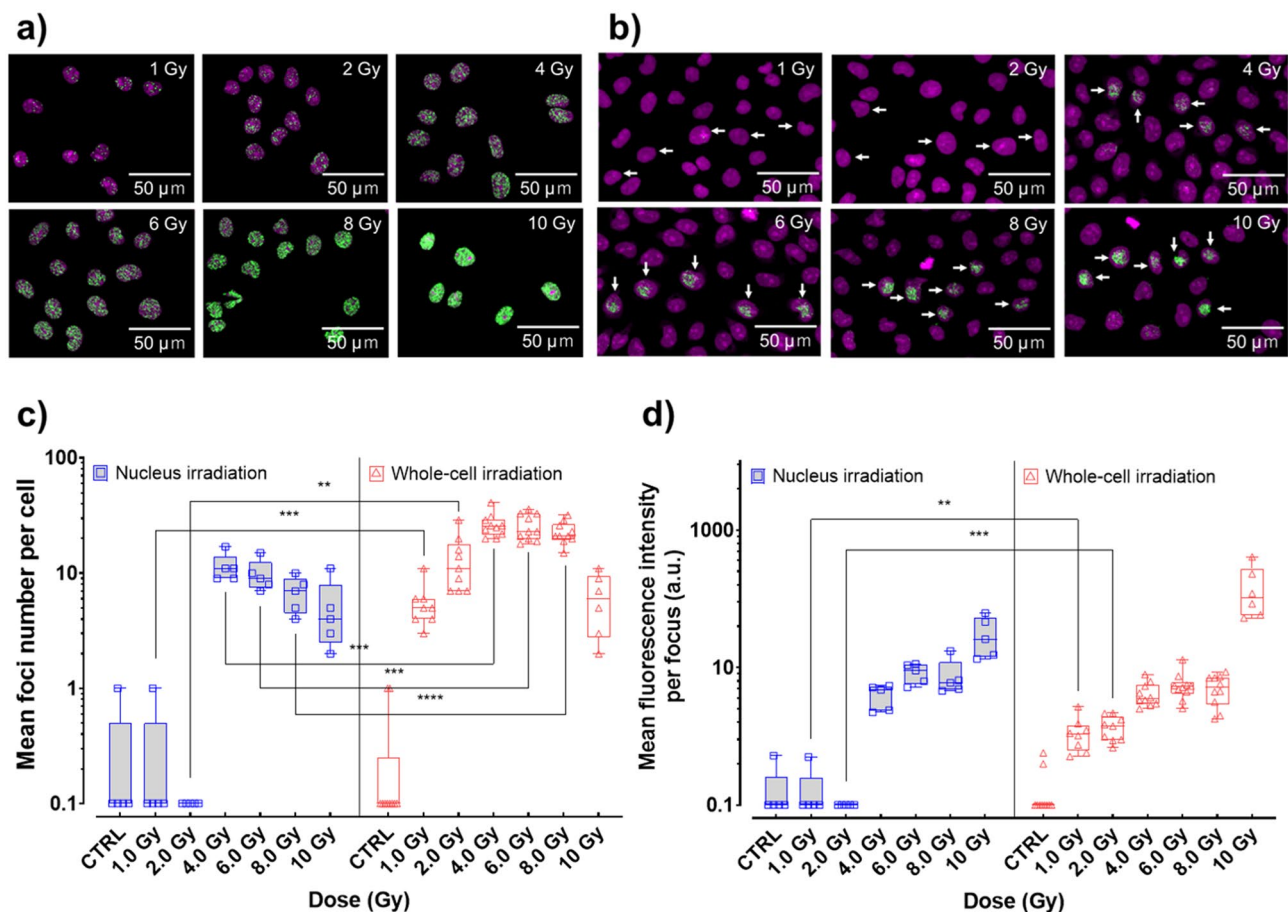 a)
1 Gy
50 µm
2 Gy
50 µm
4 Gy
50 µm
6 Gy
50 µm
8 Gy
50 µm
10 Gy
50 µm
b)
1 Gy
50 µm
2 Gy
50 µm
4 Gy
50 µm
6 Gy
50 µm
8 Gy
50 µm
10 Gy
50 µm
c)
Mean foci number per cell
100
10
1
0.1
Nucleus irradiation
Whole-cell irradiation
**
***
***
***
****
CTRL
1.0 Gy
2.0 Gy
4.0 Gy
6.0 Gy
8.0 Gy
10 Gy
CTRL
1.0 Gy
2.0 Gy
4.0 Gy
6.0 Gy
8.0 Gy
10 Gy
Dose (Gy)
d)
Mean fluorescence intensity
per focus (a.u.)
1000
10
0.1
Nucleus irradiation
Whole-cell irradiation
**
***
CTRL
1.0 Gy
2.0 Gy
4.0 Gy
6.0 Gy
8.0 Gy
10 Gy
CTRL
1.0 Gy
2.0 Gy
4.0 Gy
6.0 Gy
8.0 Gy
10 Gy
Dose (Gy)